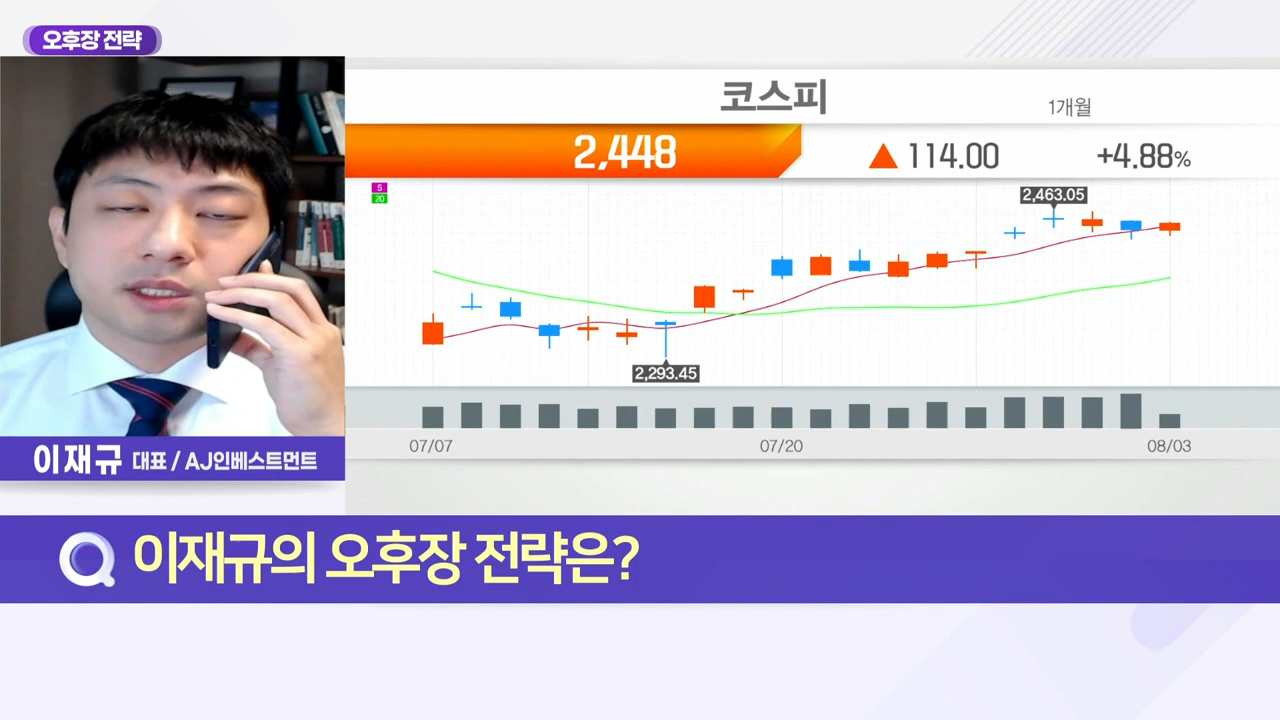 오후장 전략
코스피
1개월
2,448
▲ 114.00
+4.88%
5
20
2,463.05
2,293.45
07/07
07/20
08/03
이재규 대표 / AJ인베스트먼트
Q 이재규의 오후장 전략은?